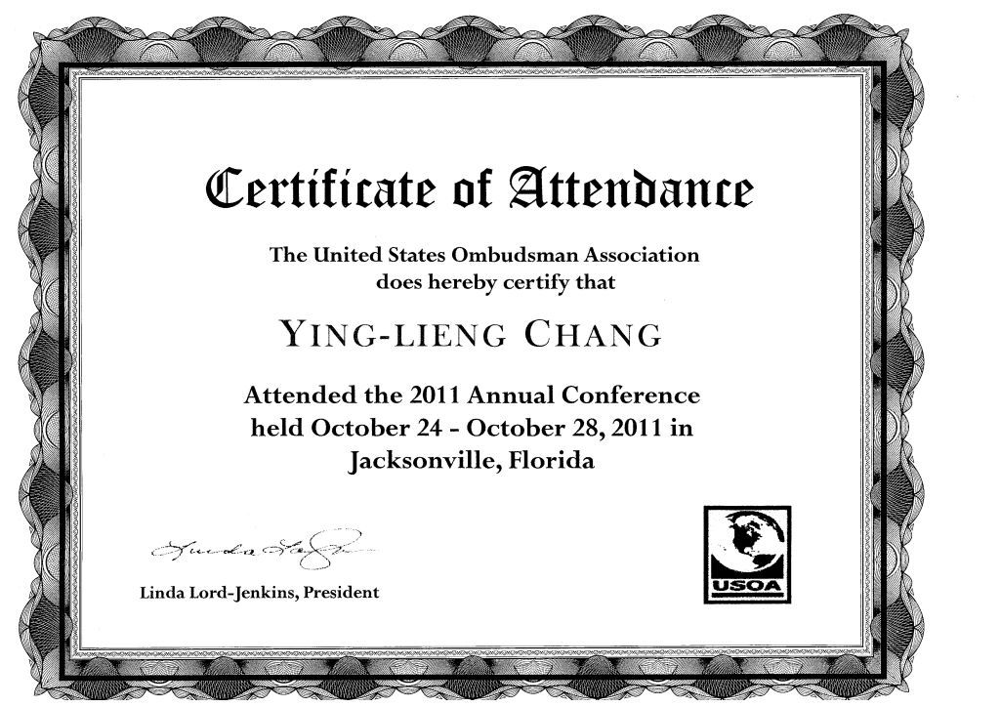 Certificate of Attendance
The United States Ombudsman Association
does hereby certify that
YING-LIENG CHANG
Attended the 2011 Annual Conference
held October 24 - October 28, 2011 in
Jacksonville, Florida
Linda Lord-Jenkins, President
USOA